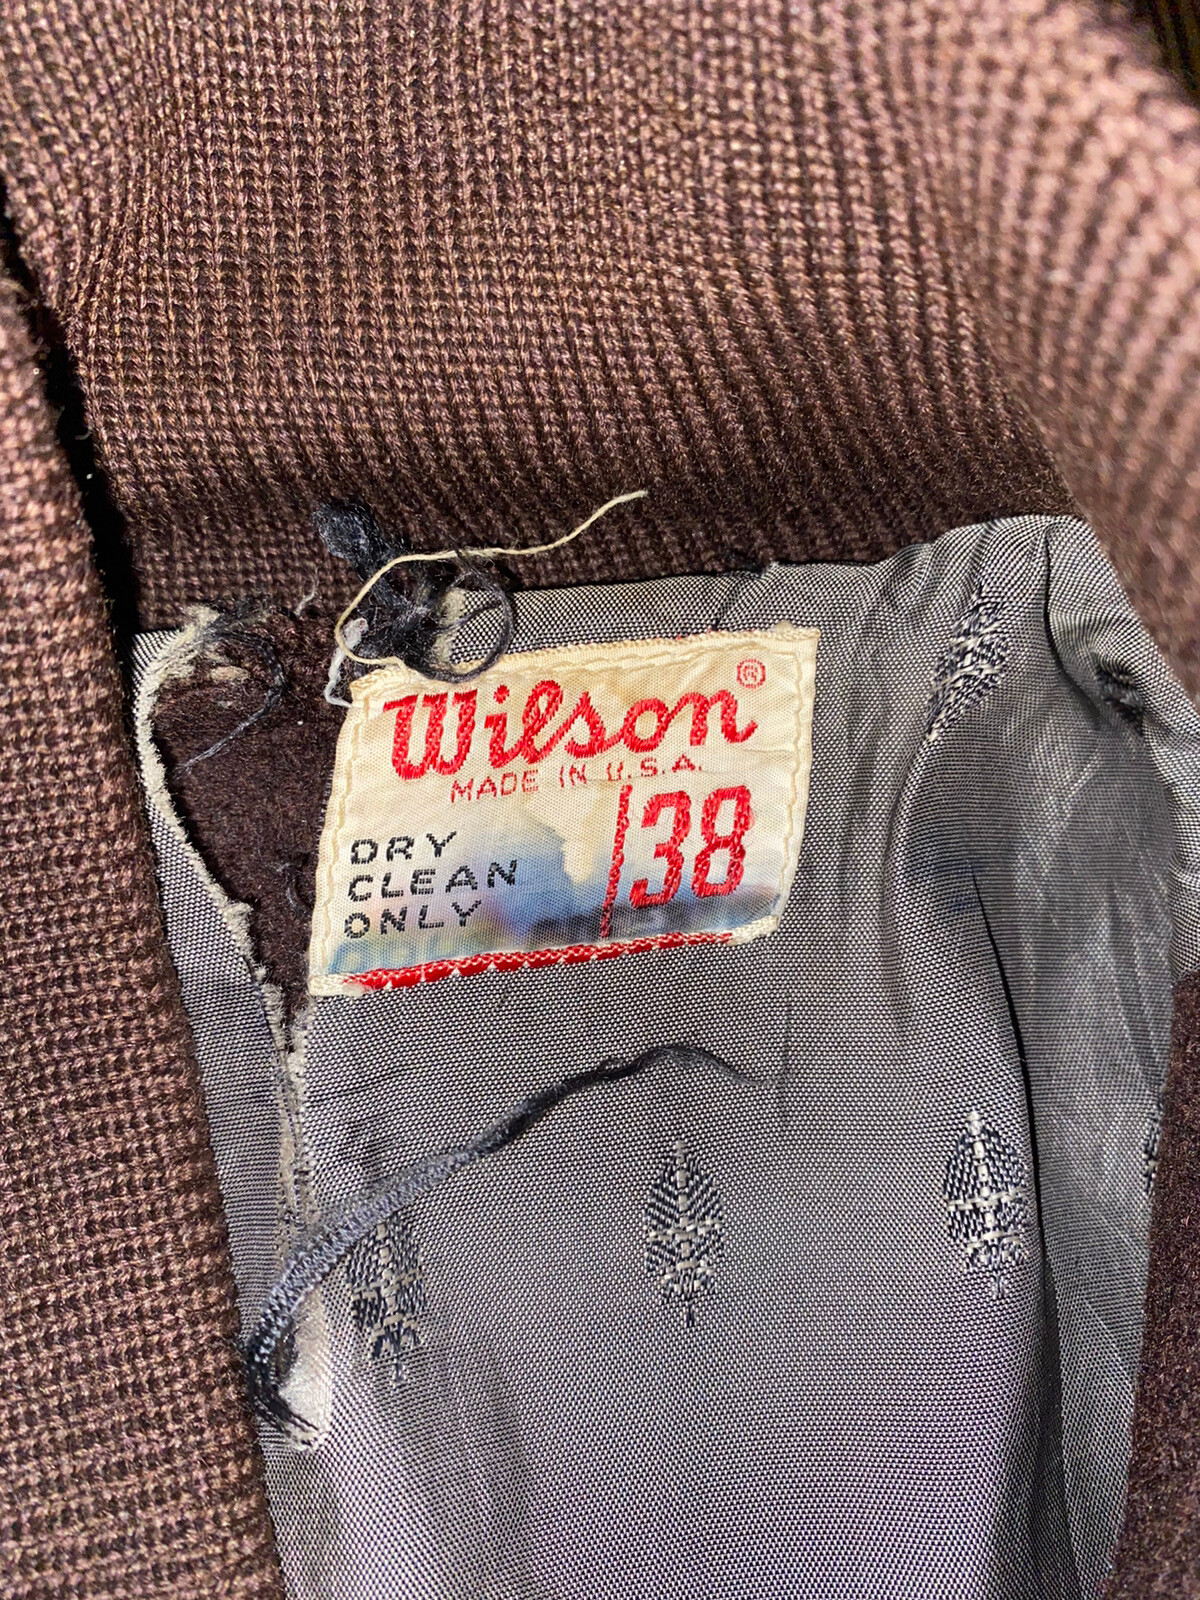 Wilson®
MADE IN U.S.A.
DRY
CLEAN
ONLY
38